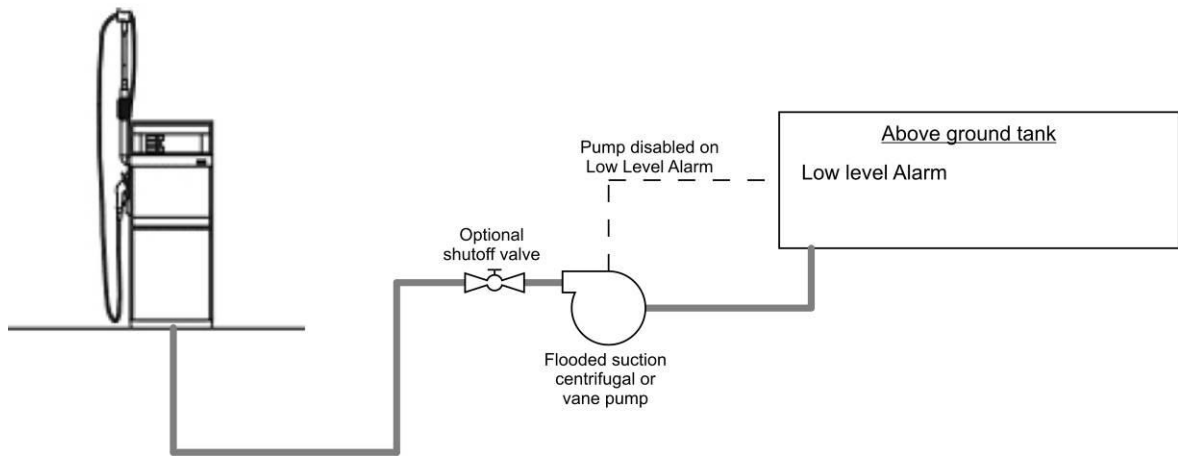 Above ground tank
Low level Alarm
Pump disabled on
Low Level Alarm
Optional
shutoff valve
Flooded suction
centrifugal or
vane pump